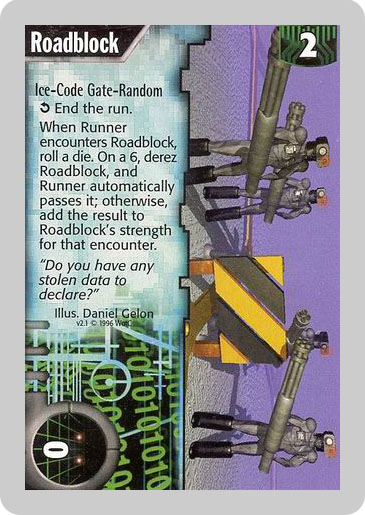 Roadblock
2
Ice-Code Gate-Random
End the run.
When Runner
encounters Roadblock,
roll a die. On a 6, derez
Roadblock, and
Runner automatically
passes it; otherwise,
add the result to
Roadblock's strength
for that encounter.
"Do you have any
stolen data to
declare?"
Illus. Daniel Gelon
v2.1 © 1996 WotC
0